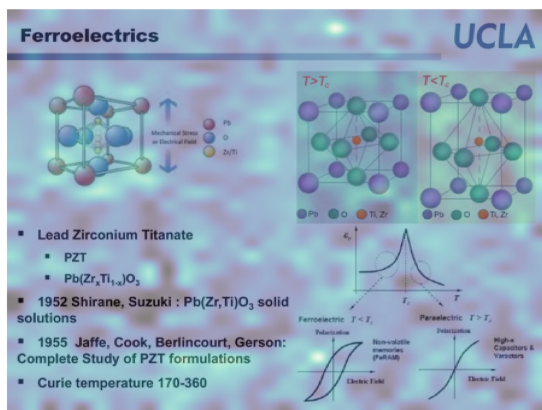 Ferroelectrics
UCLA
Mechanical Stress
or Electrical Field
Pb
O
Zr/Ti
T>Tc
T<Tc
Pb O Ti, Zr
Pb O Ti, Zr
Lead Zirconium Titanate
PZT
Pb(ZrxTi1-x)O3
1952 Shirane, Suzuki : Pb(Zr,Ti)O3 solid
solutions
1955 Jaffe, Cook, Berlincourt, Gerson:
Complete Study of PZT formulations
Curie temperature 170-360
Tc
T
Ferroelectric T < Tc
Paraelectric T > Tc
Polarization
Non-volatile
memories
(FeRAM)
Electric Field
Polarization
High-κ
Capacitors &
Varactors
Electric Field